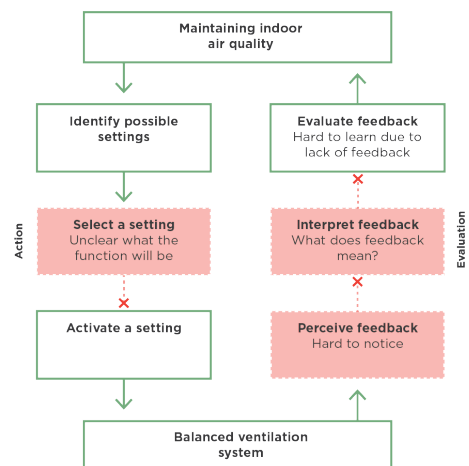 Maintaining indoor
air quality
Identify possible
settings
Evaluate feedback
Hard to learn due to
lack of feedback
Action
Select a setting
Unclear what the
function will be
Interpret feedback
What does feedback
mean?
Evaluation
Activate a setting
Perceive feedback
Hard to notice
Balanced ventilation
system